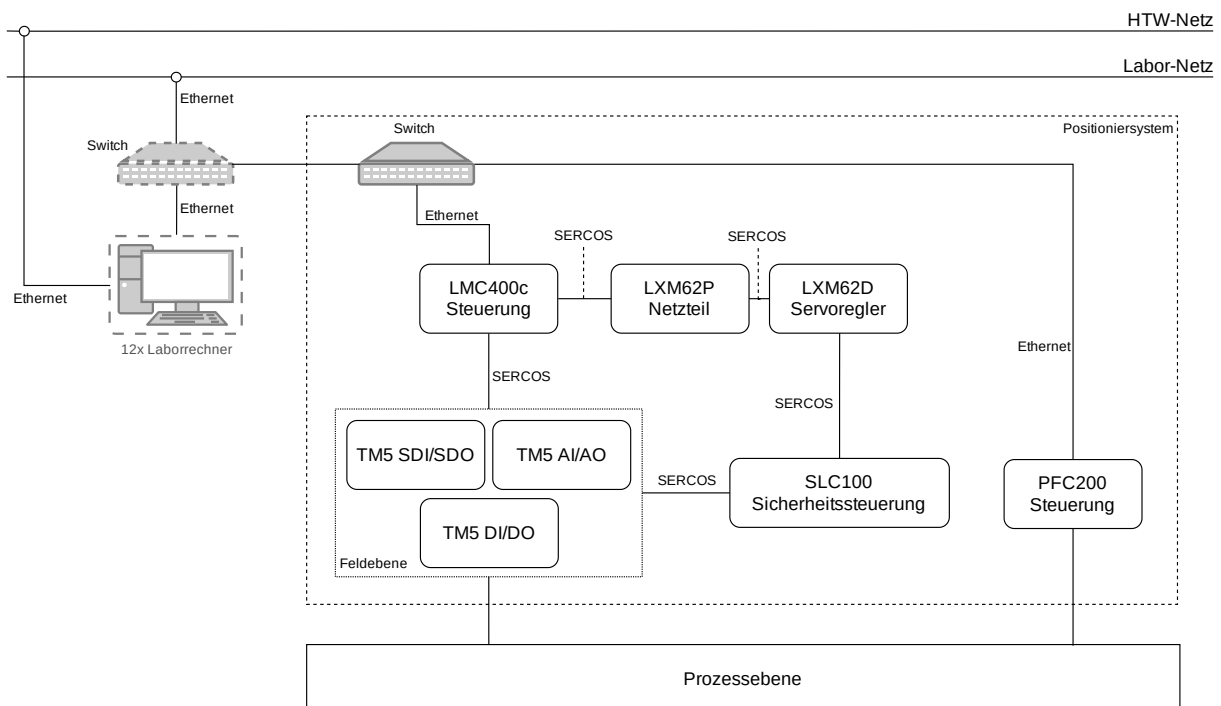 HTW-Netz
Labor-Netz
Ethernet
Switch
Positioniersystem
Switch
Ethernet
Ethernet
SERCOS
SERCOS
LMC400c
Steuerung
LXM62P
Netzteil
LXM62D
Servoregler
Ethernet
12x Laborrechner
Ethernet
SERCOS
SERCOS
TM5 SDI/SDO
TM5 AI/AO
SERCOS
SLC100
Sicherheitssteuerung
PFC200
Steuerung
TM5 DI/DO
Feldebene
Prozessebene